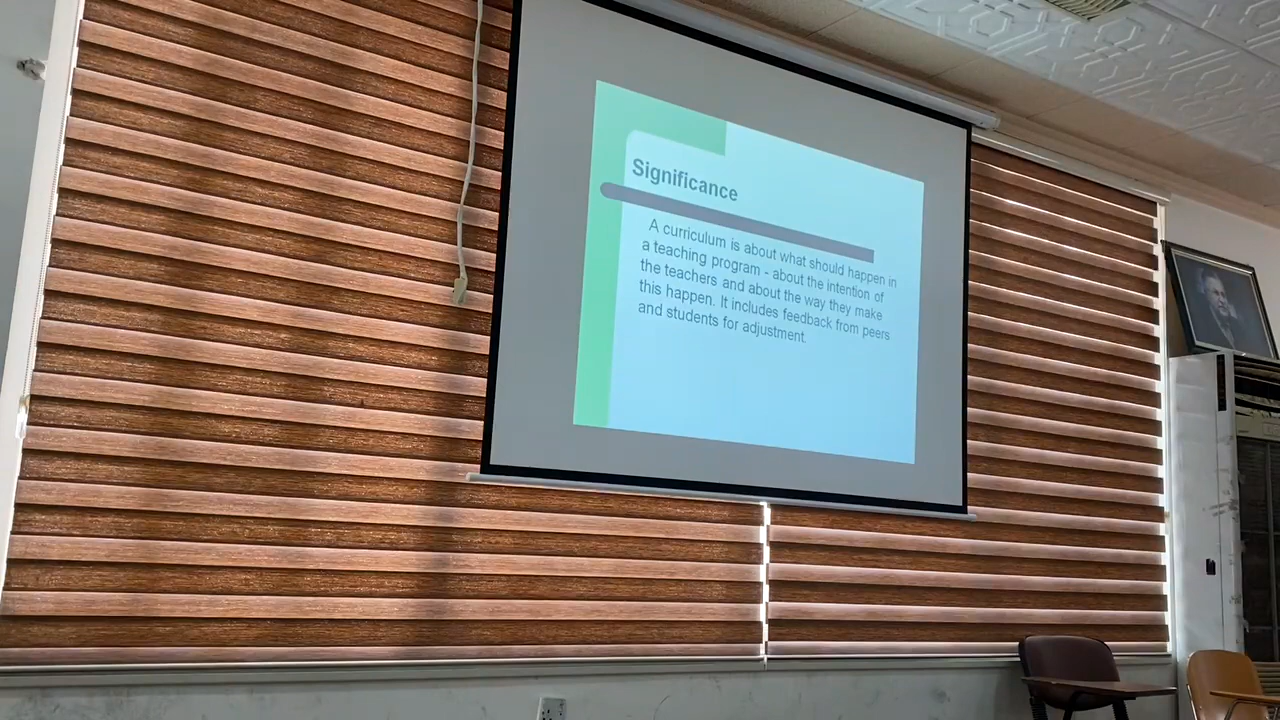 Significance
A curriculum is about what should happen in
a teaching program - about the intention of
the teachers and about the way they make
this happen. It includes feedback from peers
and students for adjustment.